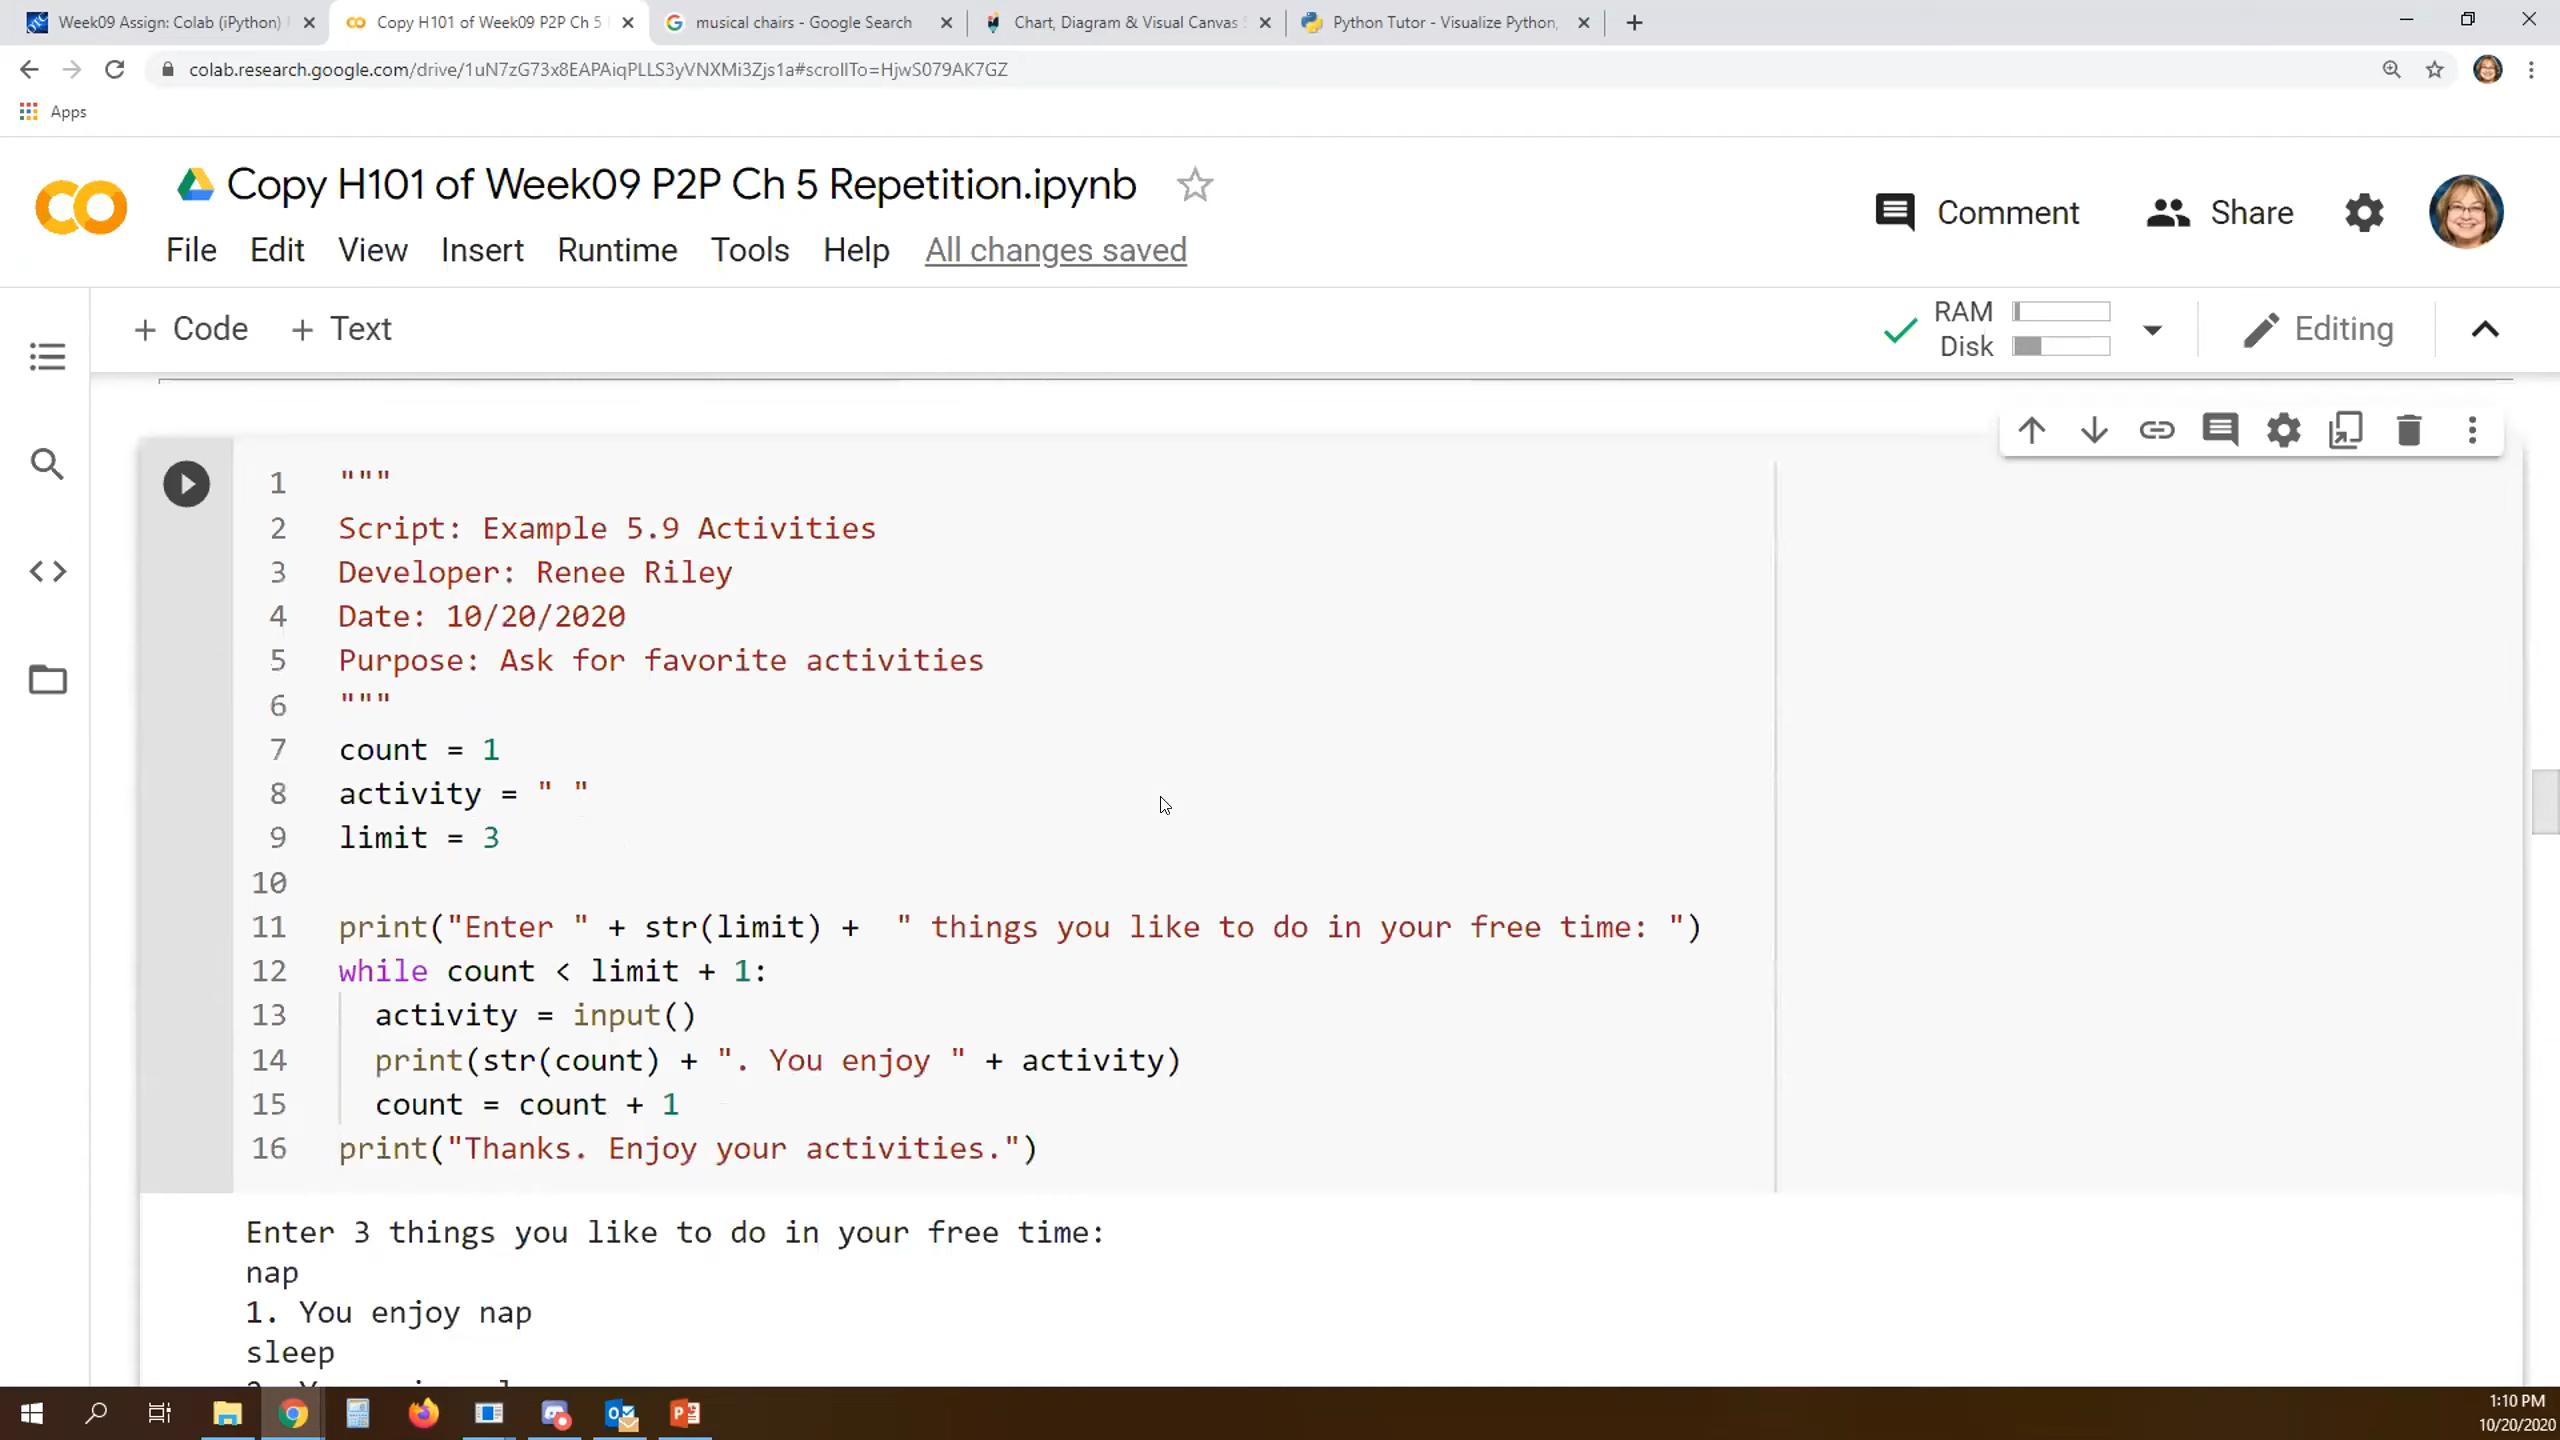 Week09 Assign: Colab (iPython)
Copy H101 of Week09 P2P Ch 5
musical chairs - Google Search
Chart, Diagram & Visual Canvas
Python Tutor - Visualize Python,
colab.research.google.com/drive/1uN7zG73x8EAPAiqPLLS3yVNXMi3Zjs1a#scrollTo=HjwS079AK7GZ
Apps
Copy H101 of Week09 P2P Ch 5 Repetition.ipynb
Comment
Share
File Edit View Insert Runtime Tools Help All changes saved
+ Code + Text
RAM
Disk
Editing
1 """
2 Script: Example 5.9 Activities
3 Developer: Renee Riley
4 Date: 10/20/2020
5 Purpose: Ask for favorite activities
6 """
7 count = 1
8 activity = " "
9 limit = 3
10
11 print("Enter " + str(limit) +  " things you like to do in your free time: ")
12 while count < limit + 1:
13   activity = input()
14   print(str(count) + ". You enjoy " + activity)
15   count = count + 1
16 print("Thanks. Enjoy your activities.")
Enter 3 things you like to do in your free time:
nap
1. You enjoy nap
sleep
1:10 PM
10/20/2020